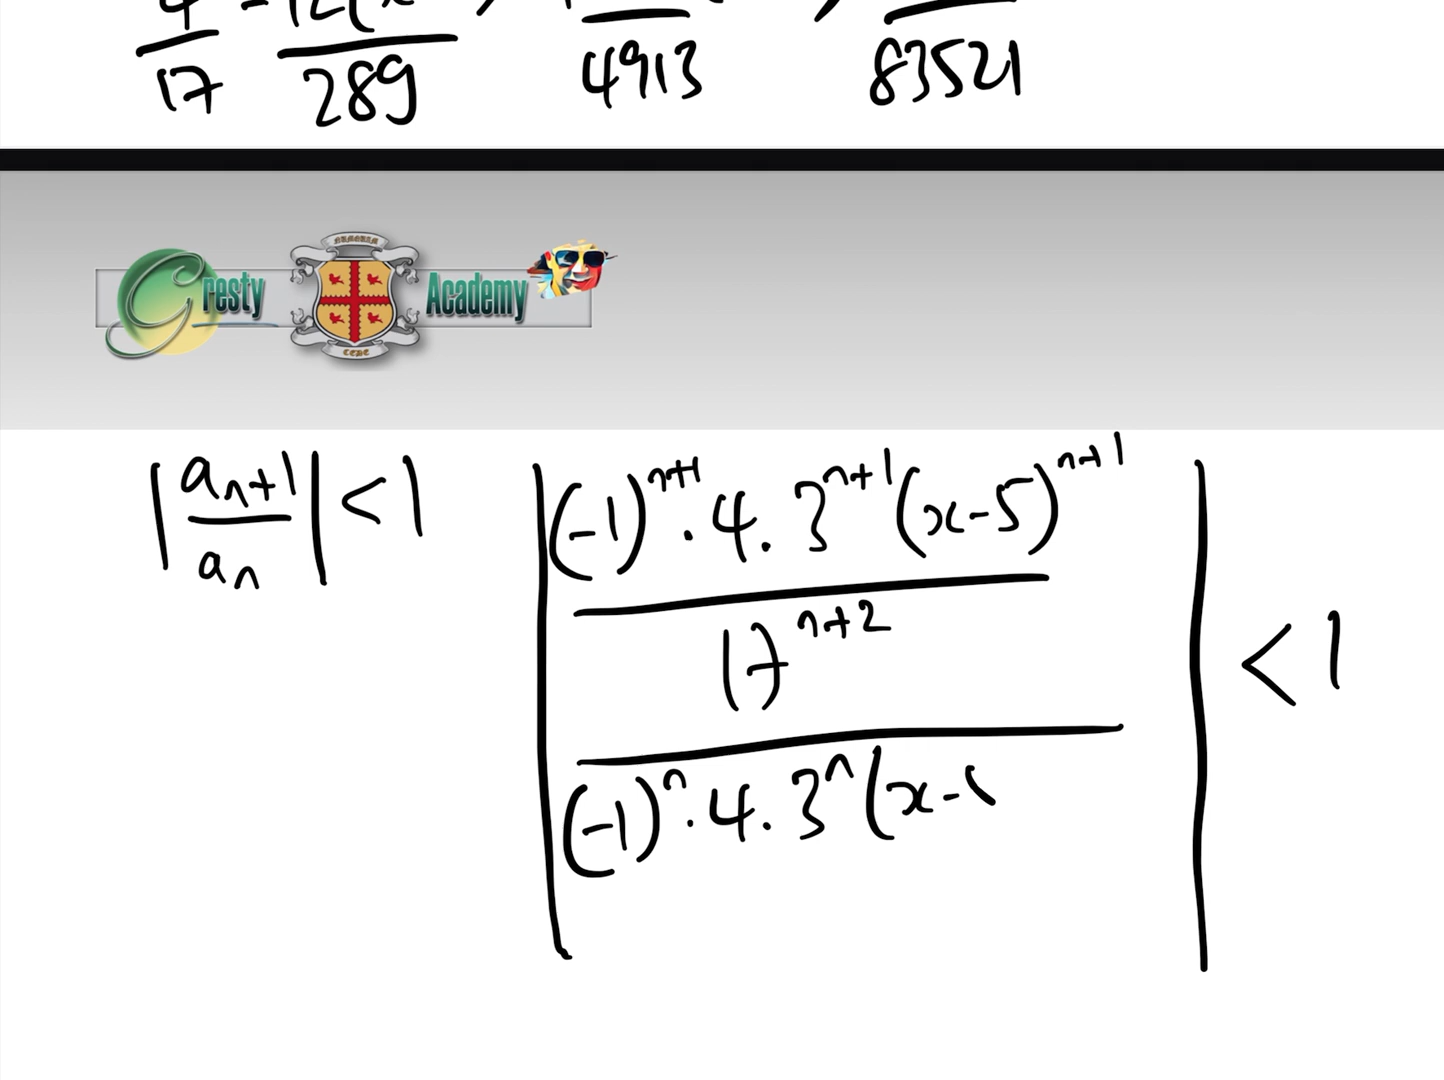 4/17 -12(x
289 4913 83521
Gresty Academy
|a_{n+1}/a_n| < 1
|(-1)^{n+1} . 4 . 3^{n+1} (x-5)^{n+1}
17^{n+2}
(-1)^n . 4 . 3^n (x-
| < 1